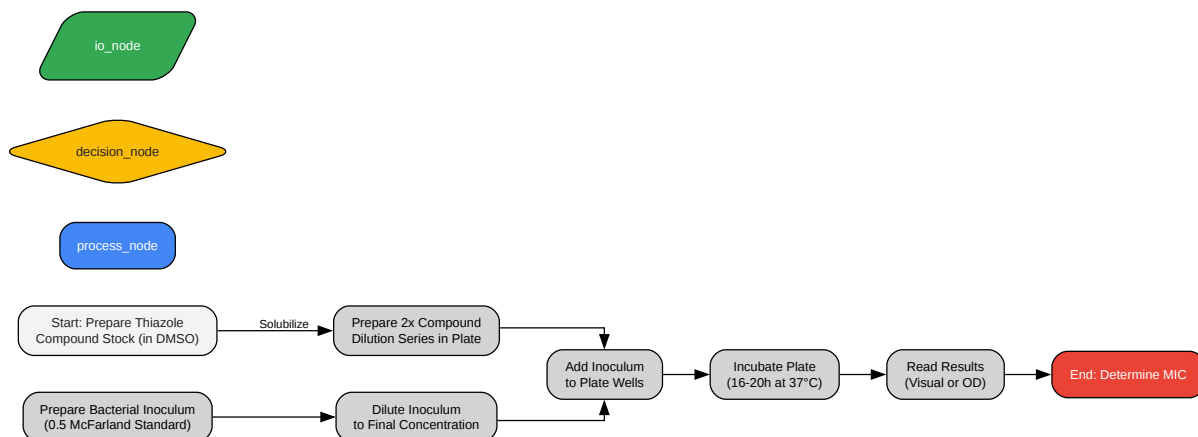 io_node
decision_node
process_node
Start: Prepare Thiazole
Compound Stock (in DMSO)
Solubilize
Prepare 2x Compound
Dilution Series in Plate
Prepare Bacterial Inoculum
(0.5 McFarland Standard)
Dilute Inoculum
to Final Concentration
Add Inoculum
to Plate Wells
Incubate Plate
(16-20h at 37°C)
Read Results
(Visual or OD)
End: Determine MIC